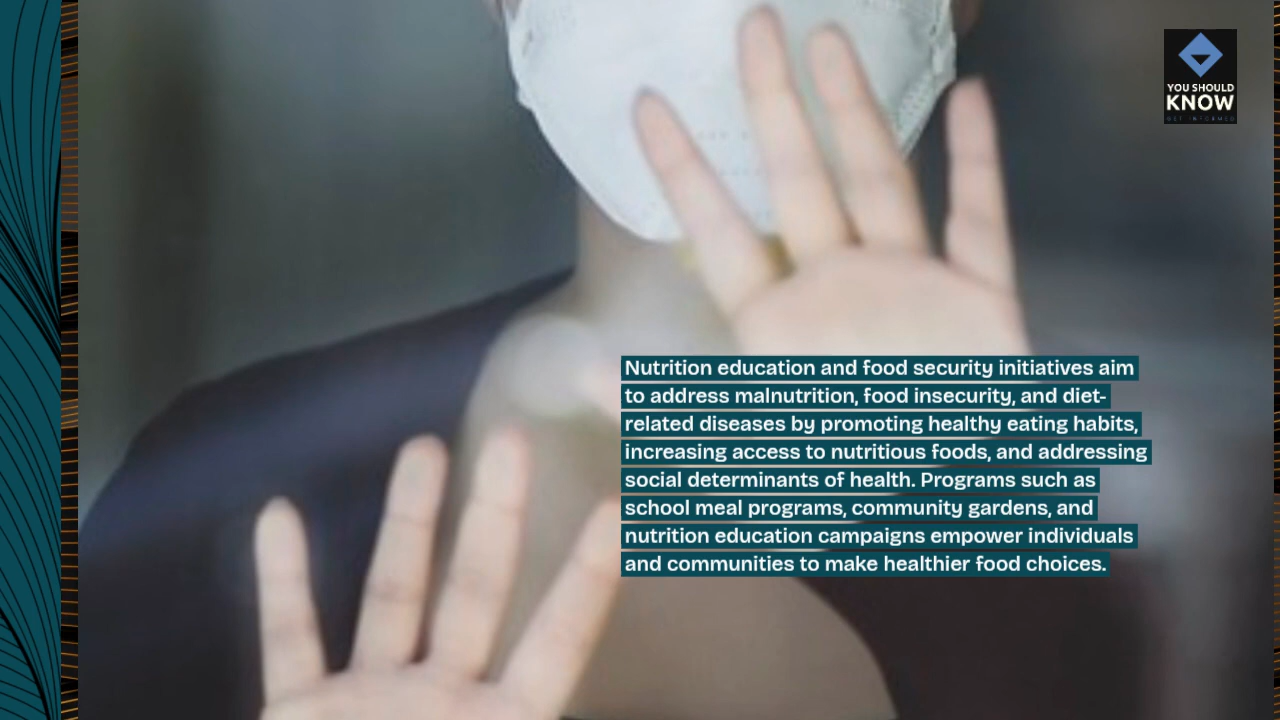 YOU SHOULD
KNOW
GET INFORMED
Nutrition education and food security initiatives aim
to address malnutrition, food insecurity, and diet-
related diseases by promoting healthy eating habits,
increasing access to nutritious foods, and addressing
social determinants of health. Programs such as
school meal programs, community gardens, and
nutrition education campaigns empower individuals
and communities to make healthier food choices.